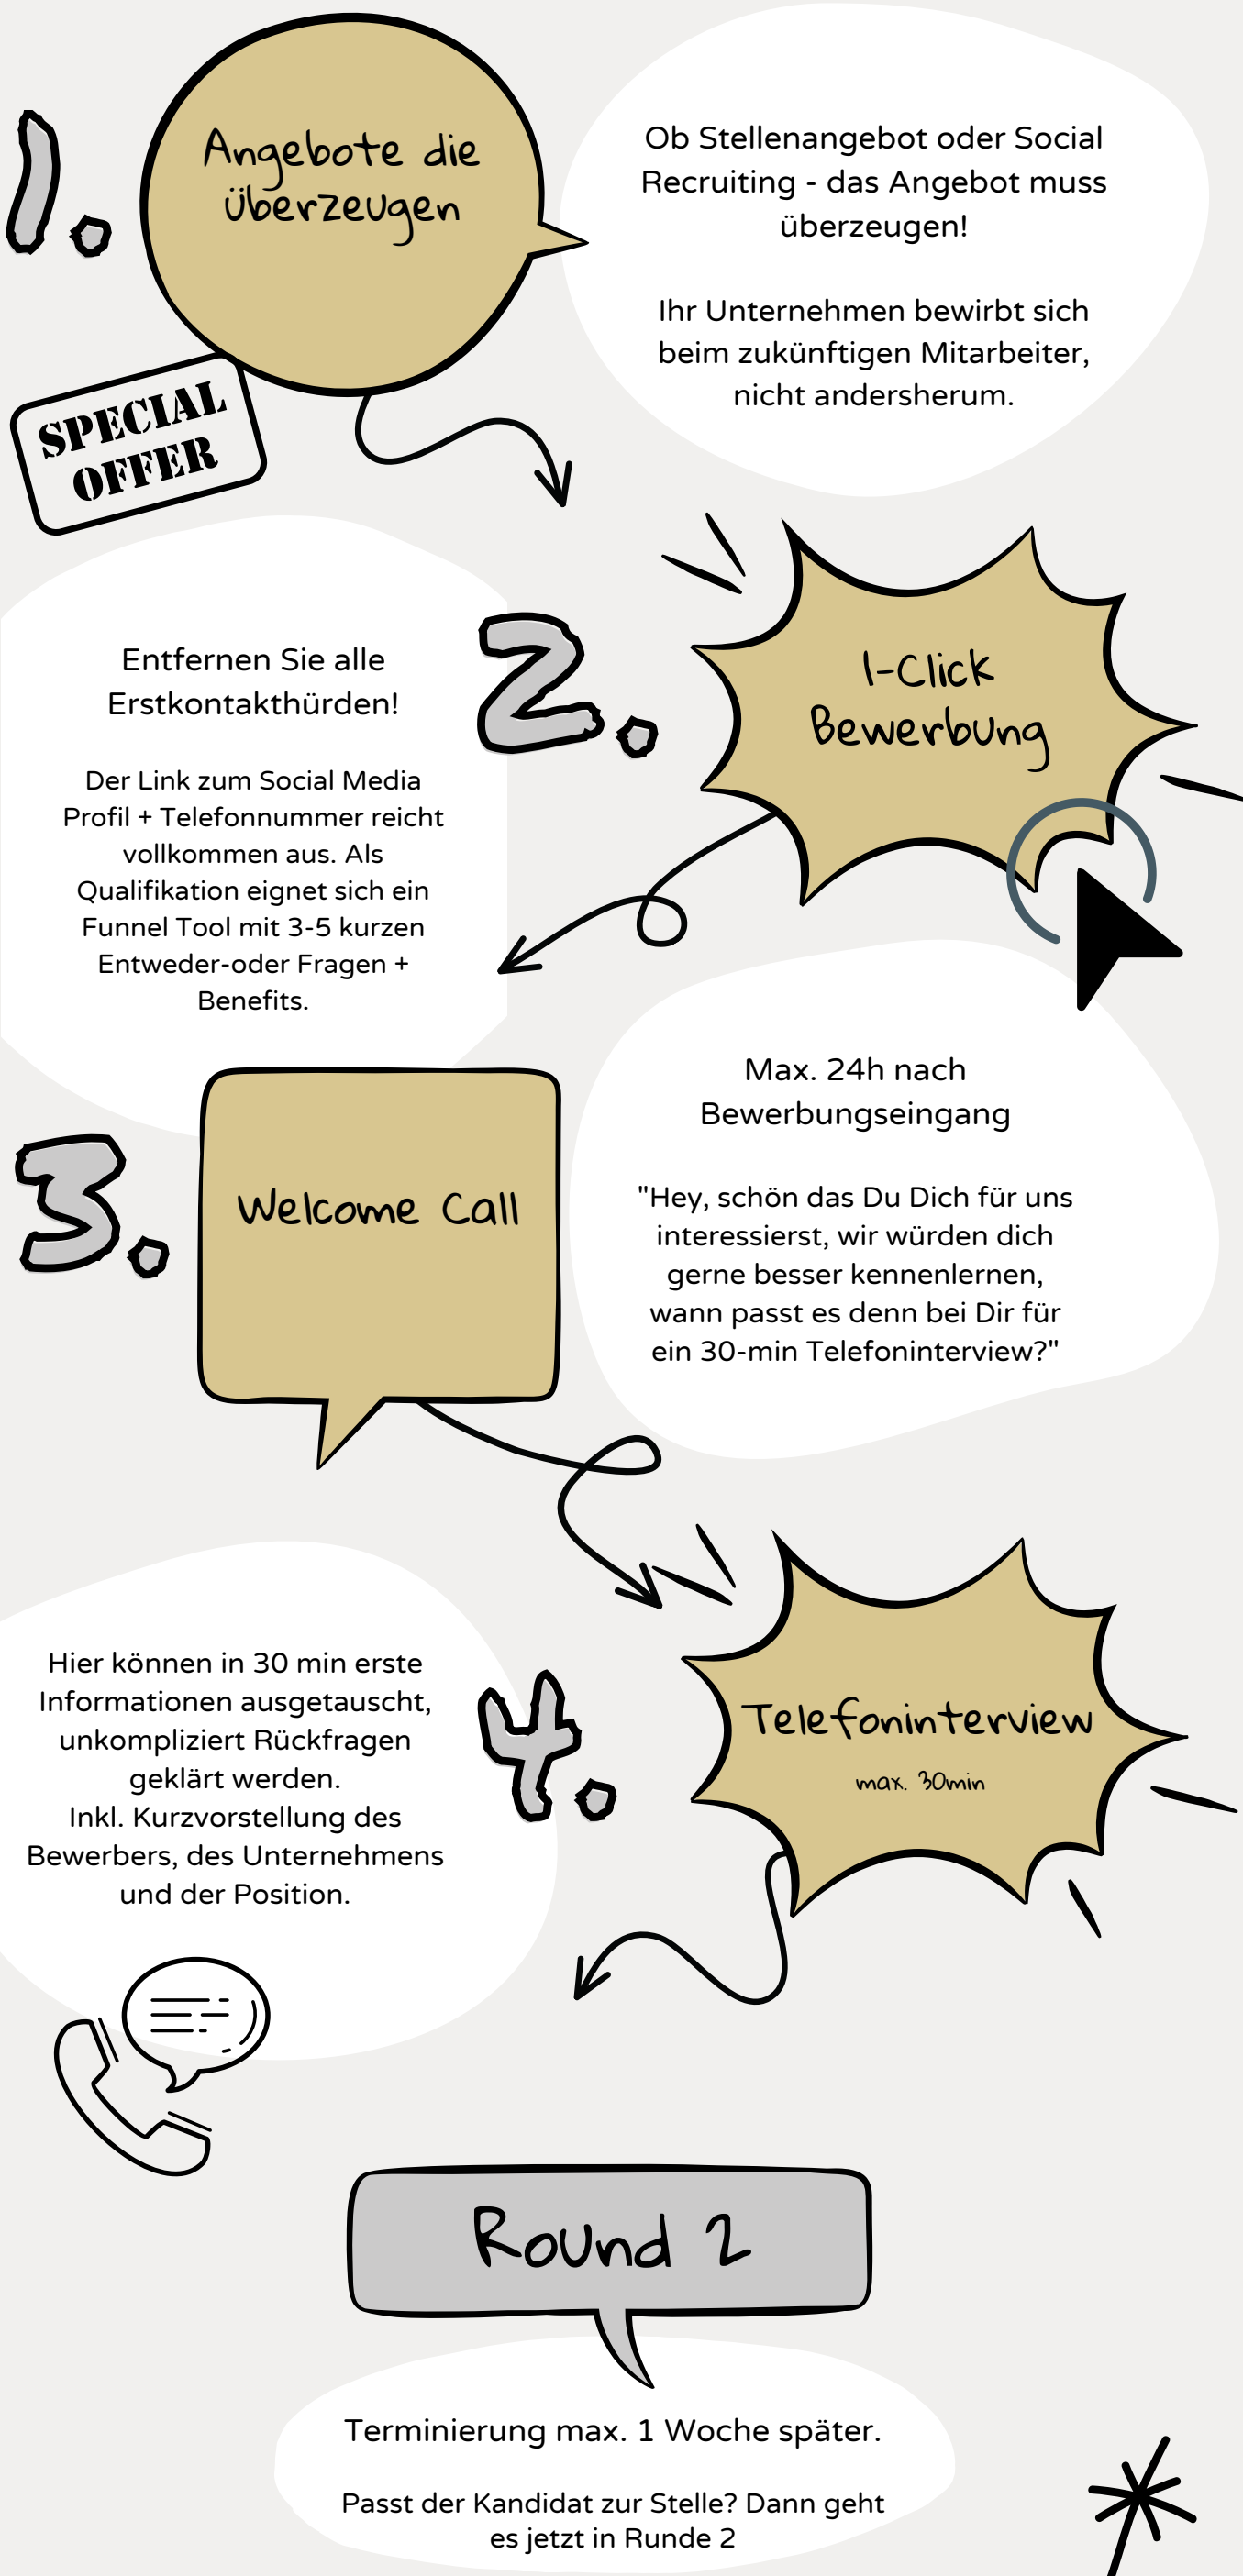 1.
Angebote die
überzeugen
Ob Stellenangebot oder Social
Recruiting - das Angebot muss
überzeugen!
Ihr Unternehmen bewirbt sich
beim zukünftigen Mitarbeiter,
nicht andersherum.
SPECIAL
OFFER
2.
1-Click
Bewerbung
Entfernen Sie alle
Erstkontakthürden!
Der Link zum Social Media
Profil + Telefonnummer reicht
vollkommen aus. Als
Qualifikation eignet sich ein
Funnel Tool mit 3-5 kurzen
Entweder-oder Fragen +
Benefits.
3.
Welcome Call
Max. 24h nach
Bewerbungseingang
"Hey, schön das Du Dich für uns
interessierst, wir würden dich
gerne besser kennenlernen,
wann passt es denn bei Dir für
ein 30-min Telefoninterview?"
4.
Telefoninterview
max. 30min
Hier können in 30 min erste
Informationen ausgetauscht,
unkompliziert Rückfragen
geklärt werden.
Inkl. Kurzvorstellung des
Bewerbers, des Unternehmens
und der Position.
Round 2
Terminierung max. 1 Woche später.
Passt der Kandidat zur Stelle? Dann geht
es jetzt in Runde 2